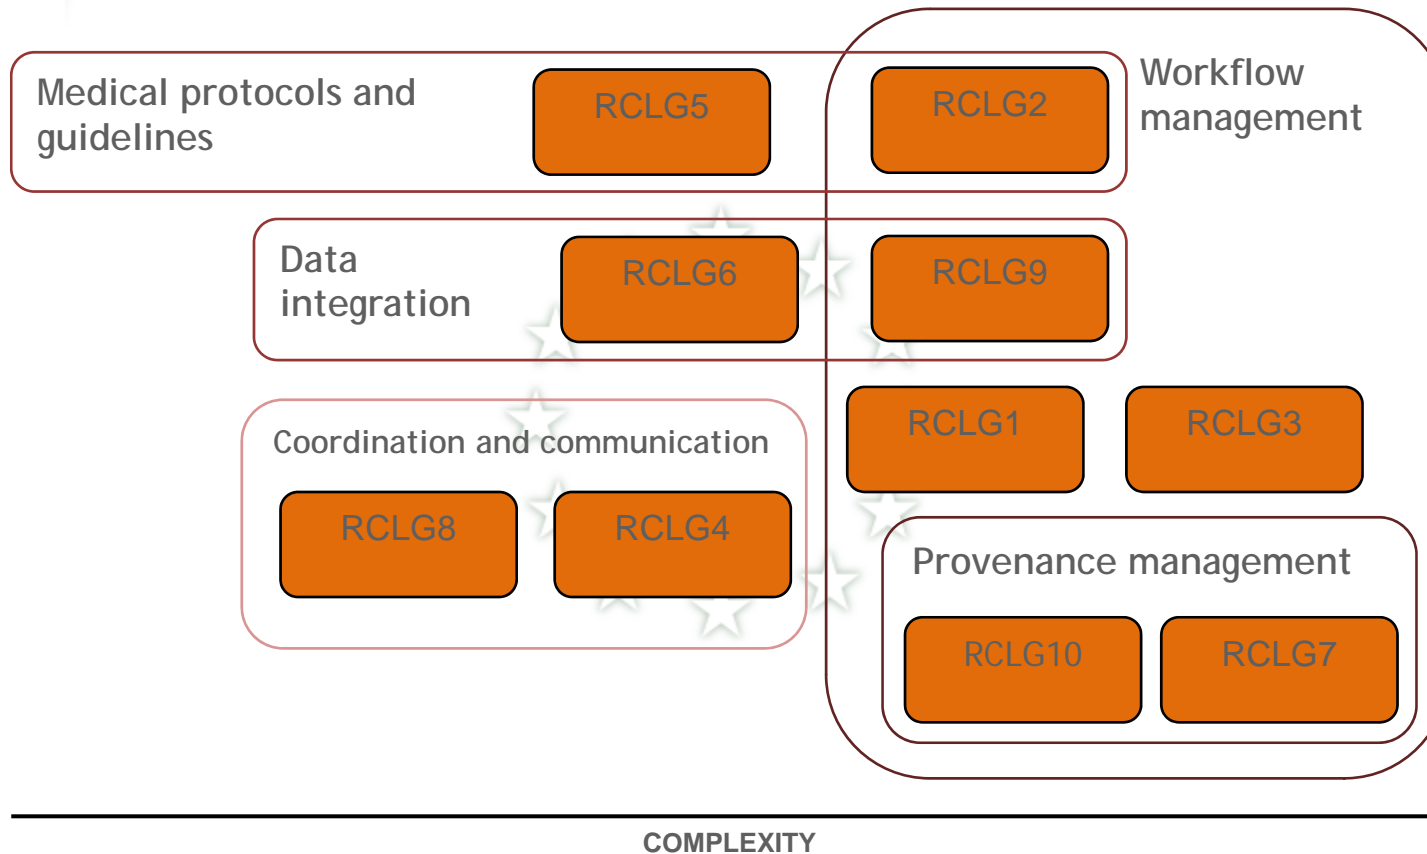 Medical protocols and
guidelines
RCLG5
RCLG2
Workflow
management
Data
integration
RCLG6
RCLG9
Coordination and communication
RCLG8
RCLG4
RCLG1
RCLG3
Provenance management
RCLG10
RCLG7
COMPLEXITY